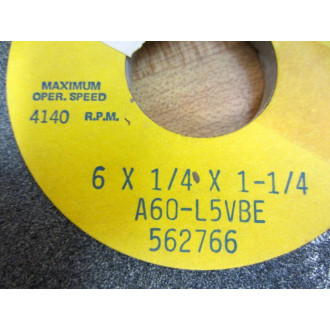 MAXIMUM
OPER. SPEED
4140 R.P.M.
6 X 1/4 X 1-1/4
A60-L5VBE
562766